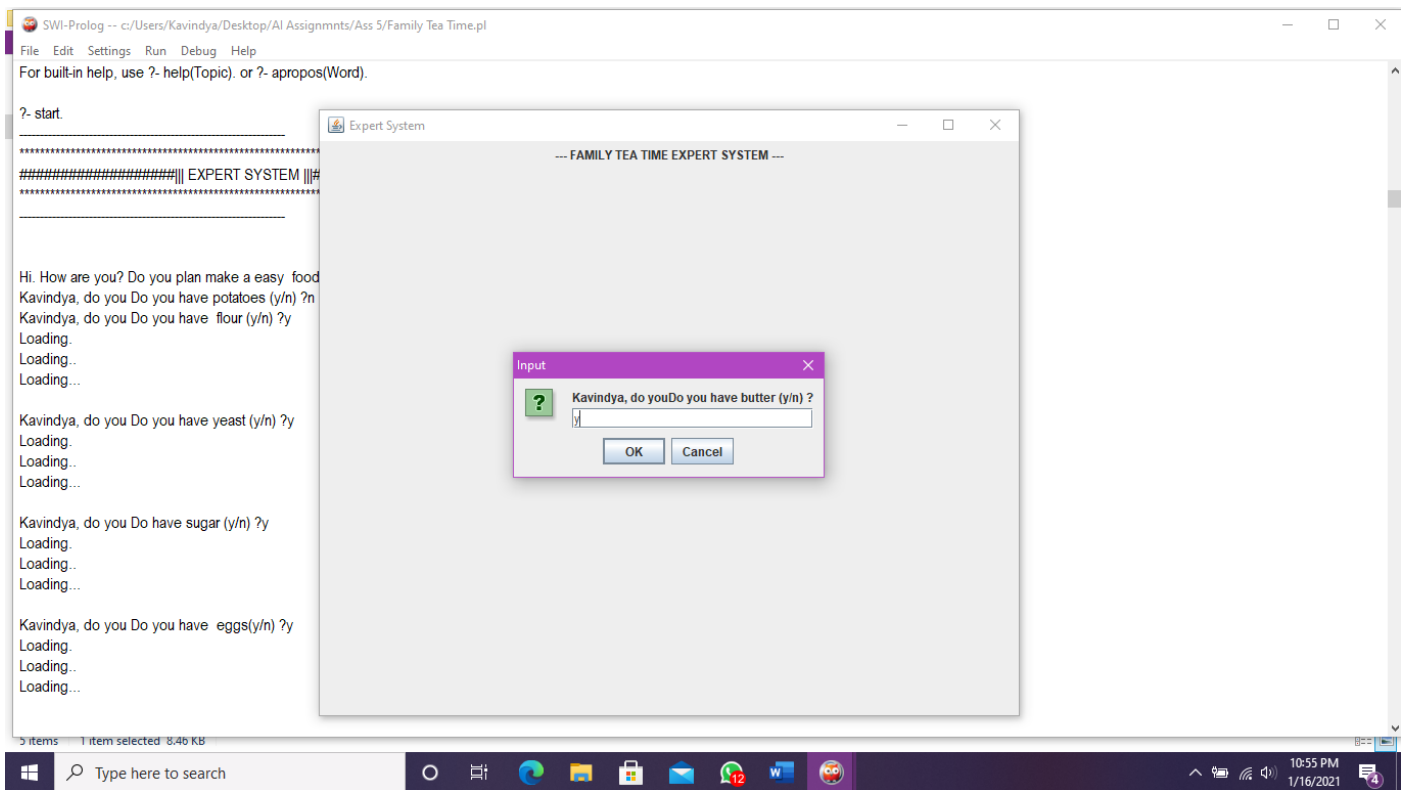 SWI-Prolog -- c:/Users/Kavindya/Desktop/AI Assignmnts/Ass 5/Family Tea Time.pl
File Edit Settings Run Debug Help
For built-in help, use ?- help(Topic). or ?- apropos(Word).
?- start.
-----------------------------------------------------------------
************************************************************
####################||| EXPERT SYSTEM |||#
************************************************************
-----------------------------------------------------------------
Hi. How are you? Do you plan make a easy  food
Kavindya, do you Do you have potatoes (y/n) ?n
Kavindya, do you Do you have  flour (y/n) ?y
Loading.
Loading..
Loading...
Kavindya, do you Do you have yeast (y/n) ?y
Loading.
Loading..
Loading...
Kavindya, do you Do have sugar (y/n) ?y
Loading.
Loading..
Loading...
Kavindya, do you Do you have  eggs(y/n) ?y
Loading.
Loading..
Loading...
Expert System
--- FAMILY TEA TIME EXPERT SYSTEM ---
Input
Kavindya, do youDo you have butter (y/n) ?
y
OK Cancel
5 items 1 item selected 8.46 KB
Type here to search
12
10:55 PM
1/16/2021
4